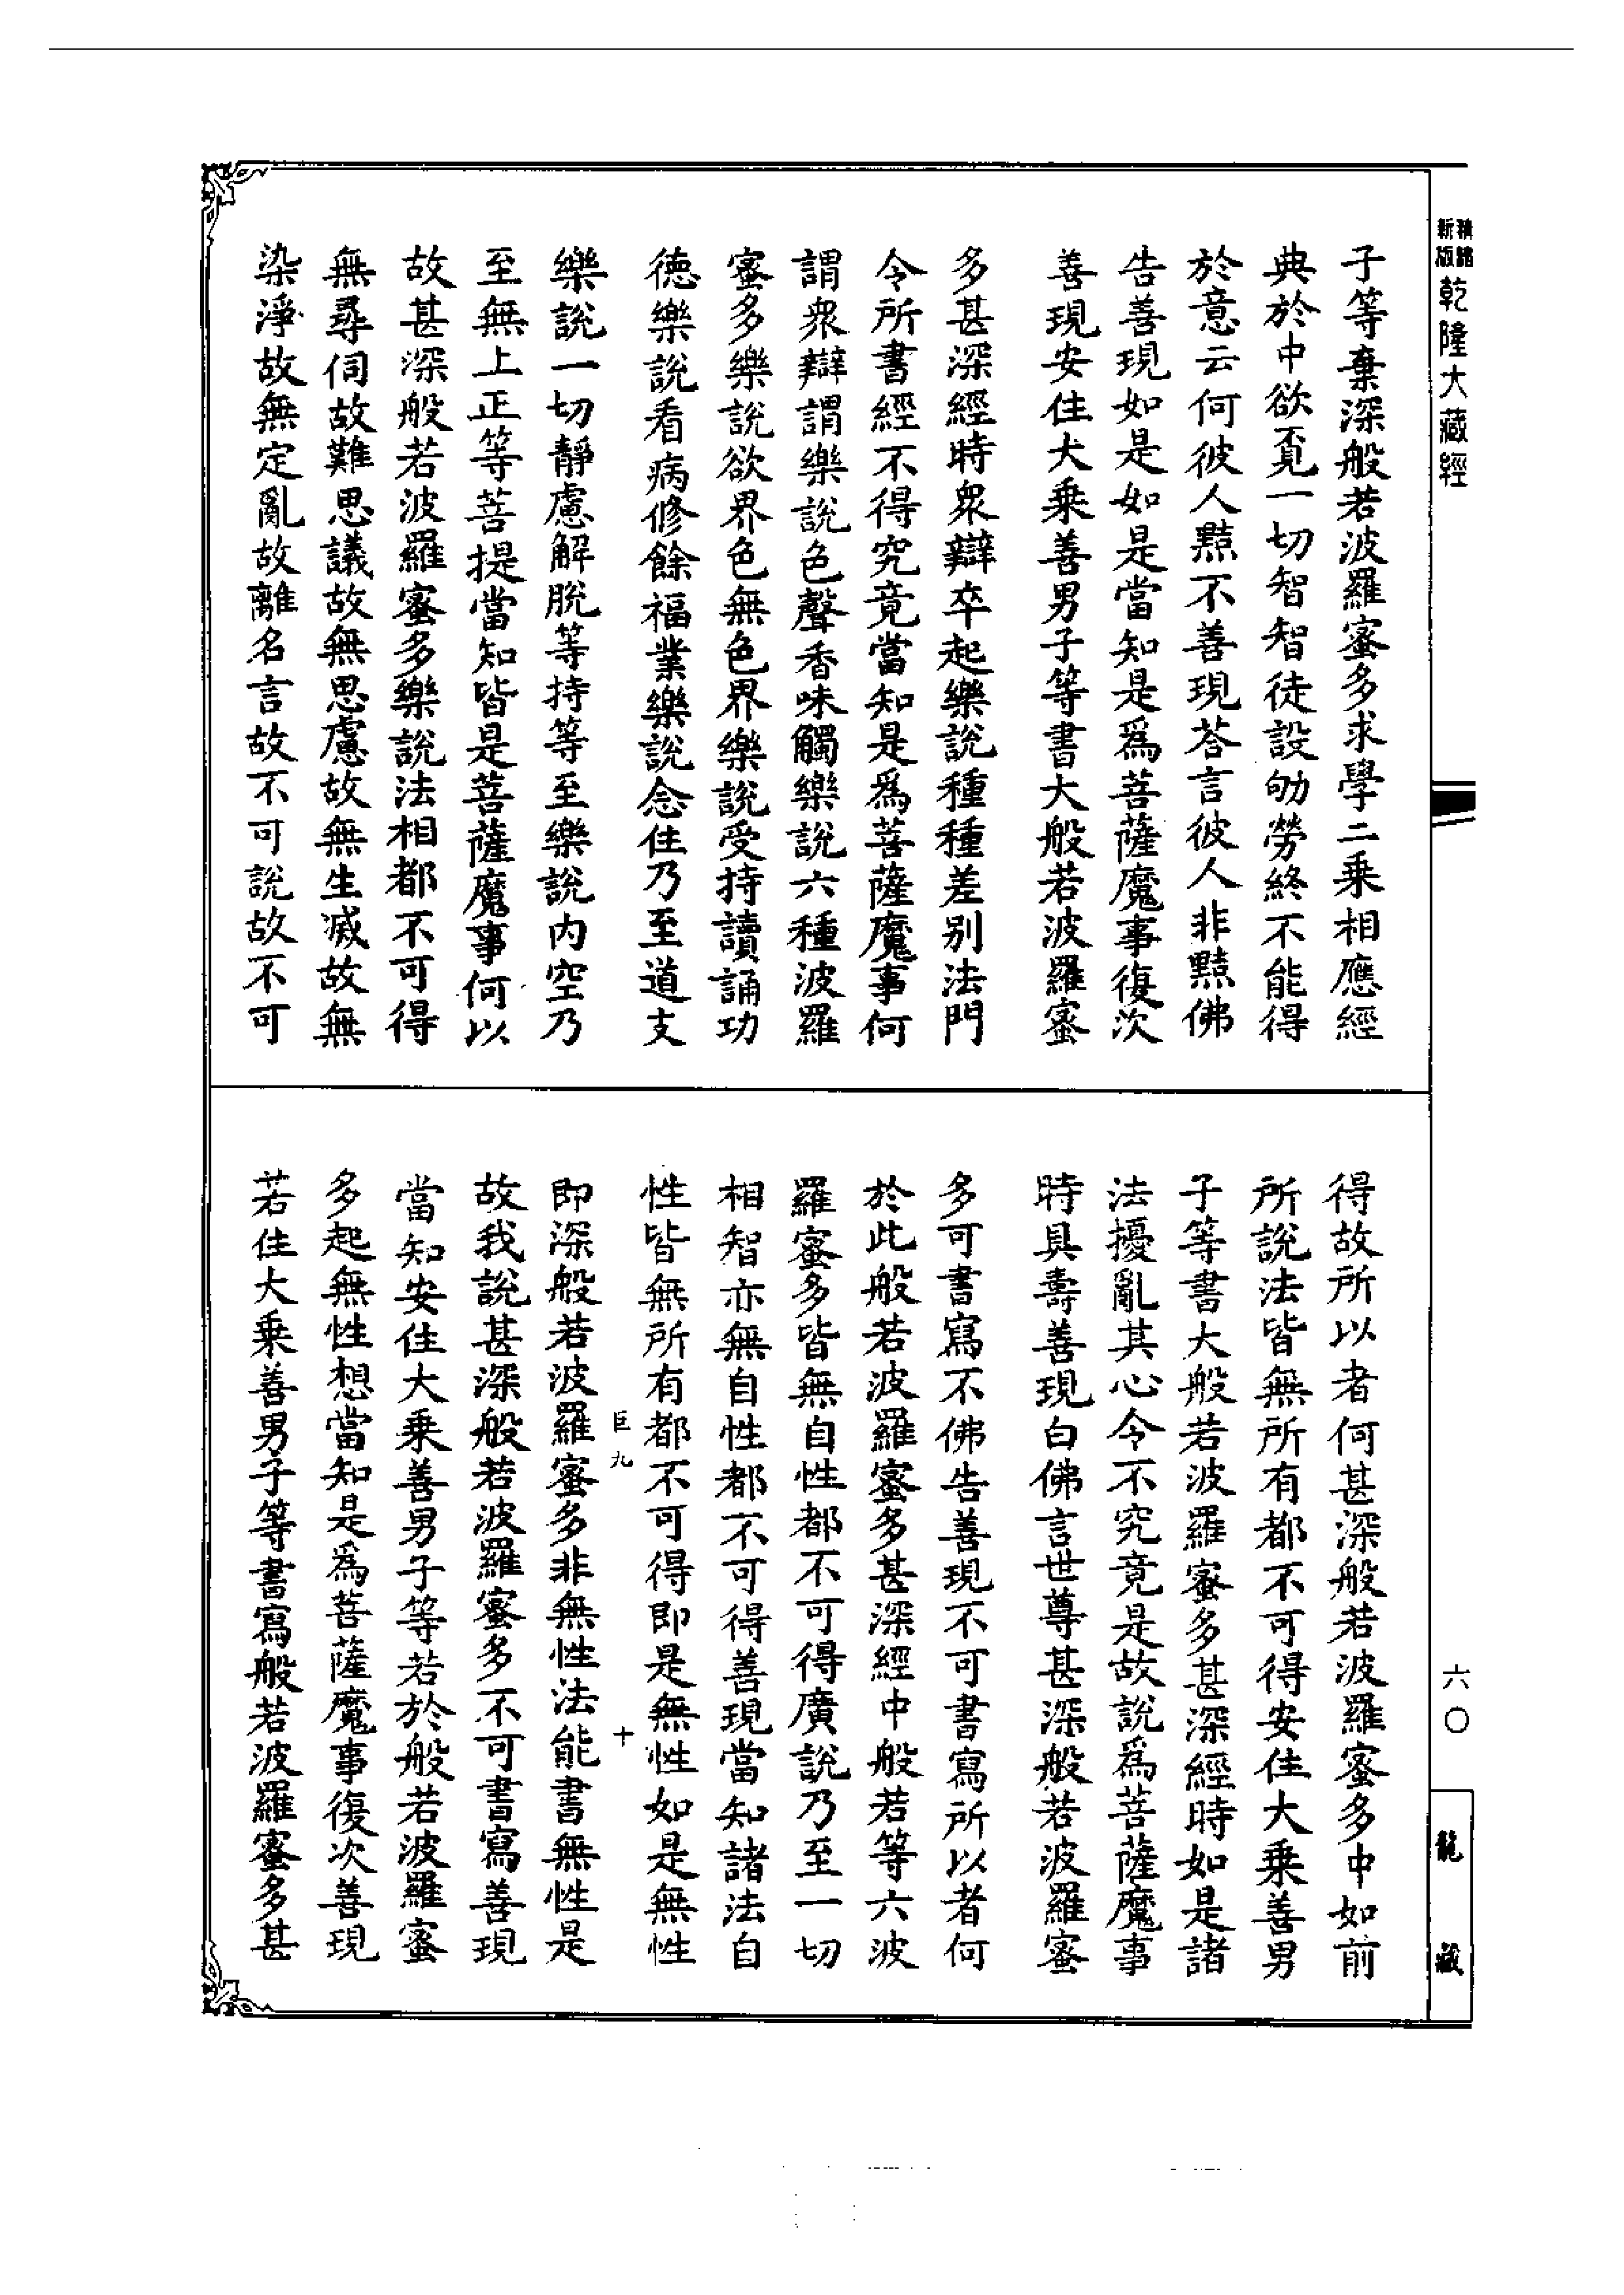 子等棄深般若波羅蜜多求學二乘相應經
典於中欲覓一切智智徒設劬勞終不能得
於意云何彼人黠不善現荅言彼人非黠佛
告善現如是如是當知是爲菩薩魔事復次
善現安住大乘善男子等書大般若波羅蜜
多甚深經時衆辯卒起樂說種種差别法門
令所書經不得究竟當知是爲菩薩魔事何
謂衆辯謂樂說色聲香味觸樂說六種波羅
蜜多樂說欲界色無色界樂說受持讀誦功
德樂說看病修餘福業樂說念住乃至道支
樂說一切靜慮解脫等持等至樂說内空乃
至無上正等菩提當知皆是菩薩魔事何以
故甚深般若波羅蜜多樂說法相都不可得
無尋伺故難思議故無思慮故無生滅故無
染淨故無定亂故離名言故不可說故不可
得故所以者何甚深般若波羅蜜多中如前
所說法皆無所有都不可得安住大乘善男
子等書大般若波羅蜜多甚深經時如是諸
法擾亂其心令不究竟是故說爲菩薩魔事
時具壽善現白佛言世尊甚深般若波羅蜜
多可書寫不佛告善現不可書寫所以者何
於此般若波羅蜜多甚深經中般若等六波
羅蜜多皆無自性都不可得廣說乃至一切
相智亦無自性都不可得善現當知諸法自
性皆無所有都不可得即是無性如是無性
巨九 十
即深般若波羅蜜多非無性法能書無性是
故我說甚深般若波羅蜜多不可書寫善現
當知安住大乘善男子等若於般若波羅蜜
多起無性想當知是爲菩薩魔事復次善現
若住大乘善男子等書寫般若波羅蜜多甚
新版 乾隆大藏經
六〇
龍藏